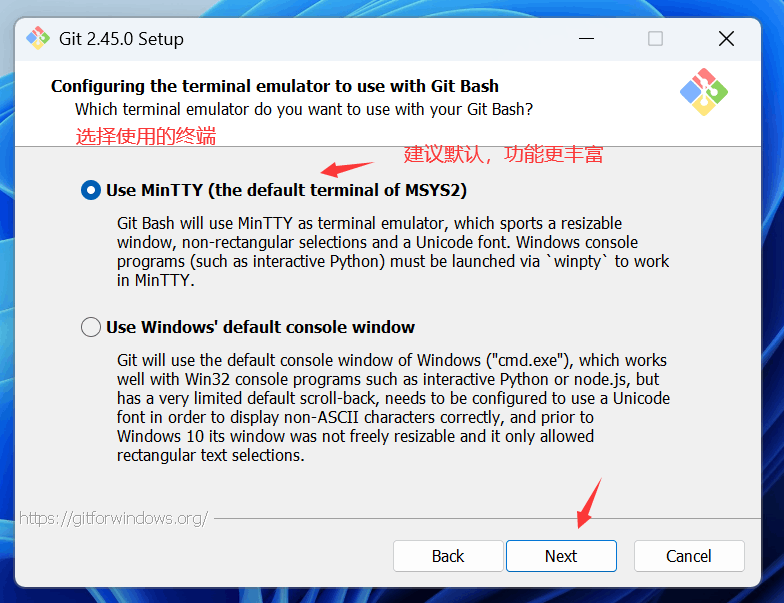 Git 2.45.0 Setup
Configuring the terminal emulator to use with Git Bash
Which terminal emulator do you want to use with your Git Bash?
选择使用的终端
建议默认，功能更丰富
Use MinTTY (the default terminal of MSYS2)
Git Bash will use MinTTY as terminal emulator, which sports a resizable
window, non-rectangular selections and a Unicode font. Windows console
programs (such as interactive Python) must be launched via `winpty` to work
in MinTTY.
Use Windows' default console window
Git will use the default console window of Windows ("cmd.exe"), which works
well with Win32 console programs such as interactive Python or node.js, but
has a very limited default scroll-back, needs to be configured to use a Unicode
font in order to display non-ASCII characters correctly, and prior to
Windows 10 its window was not freely resizable and it only allowed
rectangular text selections.
https://gitforwindows.org/
Back
Next
Cancel